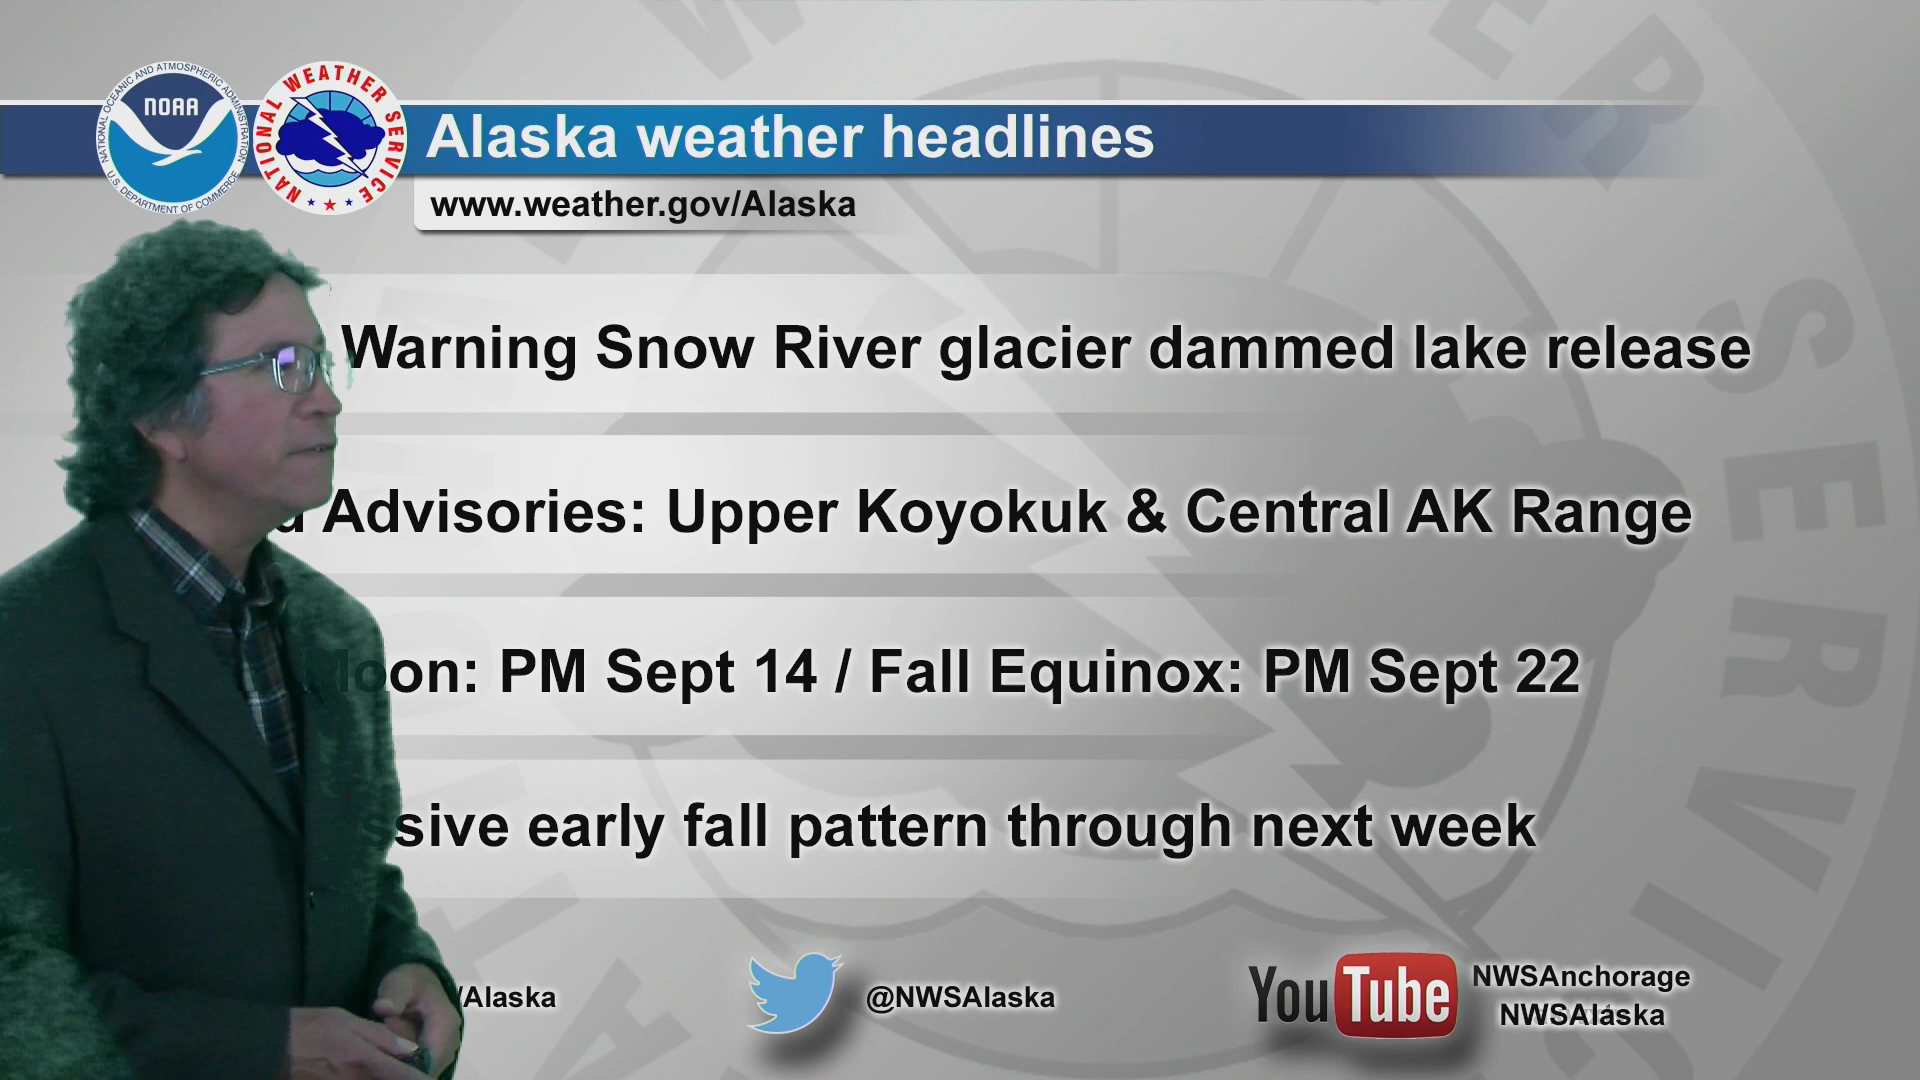 NATIONAL OCEANIC AND ATMOSPHERIC ADMINISTRATION
NOAA
U.S. DEPARTMENT OF COMMERCE
NATIONAL WEATHER SERVICE
Alaska weather headlines
www.weather.gov/Alaska
Warning Snow River glacier dammed lake release
Advisories: Upper Koyokuk & Central AK Range
Moon: PM Sept 14 / Fall Equinox: PM Sept 22
ssive early fall pattern through next week
/Alaska
@NWSAlaska
YouTube
NWSAnchorage
NWSAlaska